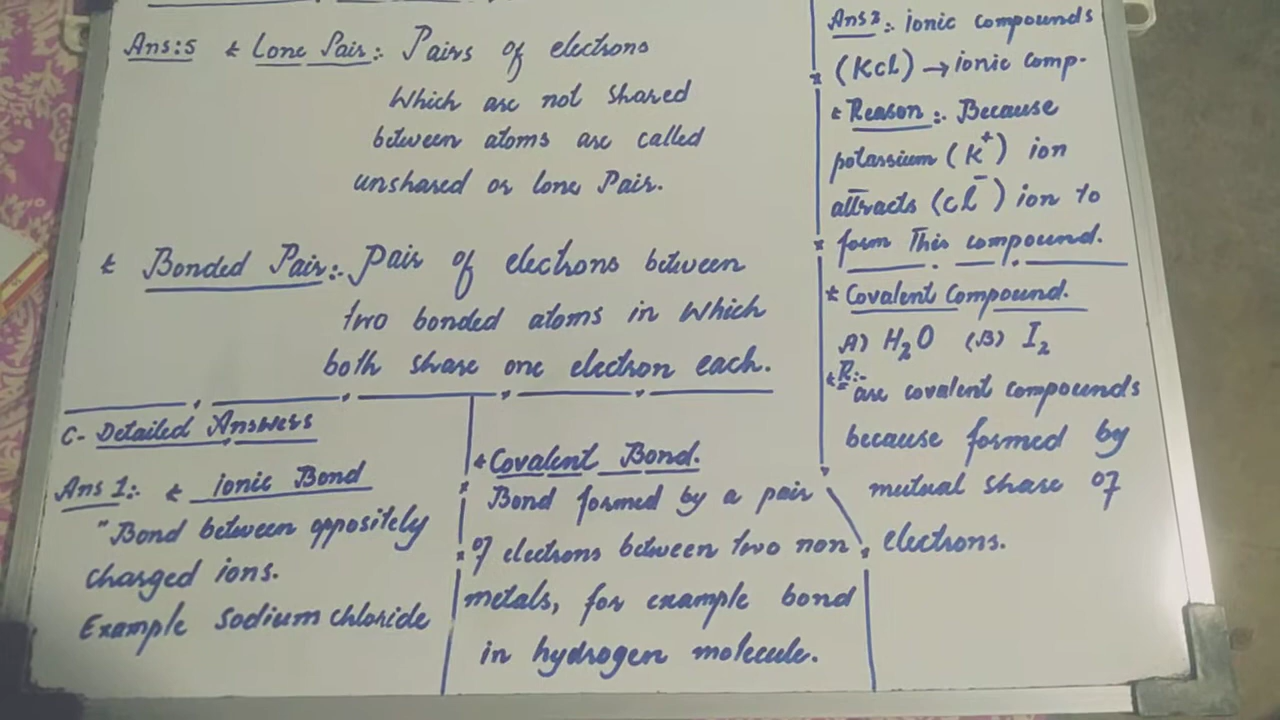 Ans:5 * Lone Pair:. Pairs of electrons
Which are not shared
between atoms are called
unshared or lone Pair.
* Bonded Pair:. Pair of electrons between
two bonded atoms in which
both share one electron each.
C- Detailed Answers
Ans 1:. * ionic Bond
"Bond between oppositely
charged ions.
Example Sodium chloride
* Covalent Bond.
Bond formed by a pair
of electrons between two non
metals, for example bond
in hydrogen molecule.
Ans 2:. ionic compounds
(KCl) → ionic comp.
* Reason:. Because
potassium (K⁺) ion
attracts (Cl⁻) ion to
form This compound.
* Covalent Compound.
A) H₂O (B) I₂
* R:-
are covalent compounds
because formed by
mutual share of
electrons.